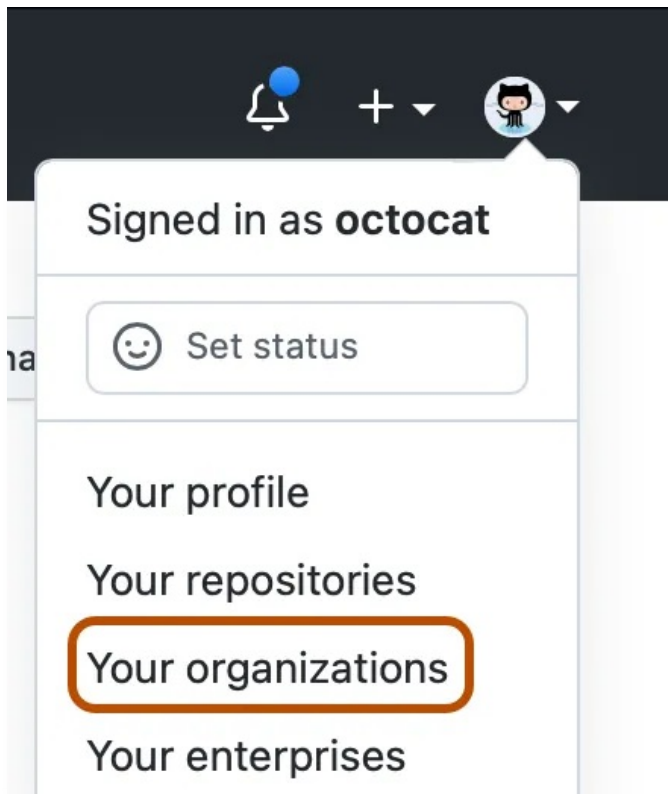 Signed in as octocat
Set status
Your profile
Your repositories
Your organizations
Your enterprises